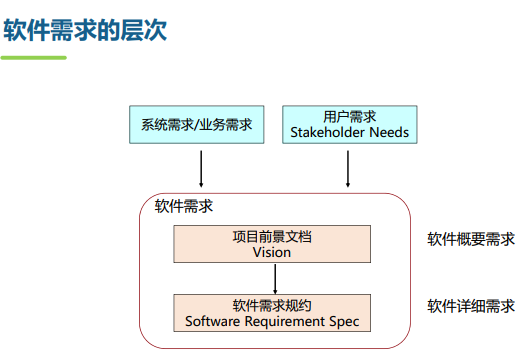 软件需求的层次
系统需求/业务需求
用户需求
Stakeholder Needs
软件需求
项目前景文档
Vision
软件概要需求
软件需求规约
Software Requirement Spec
软件详细需求